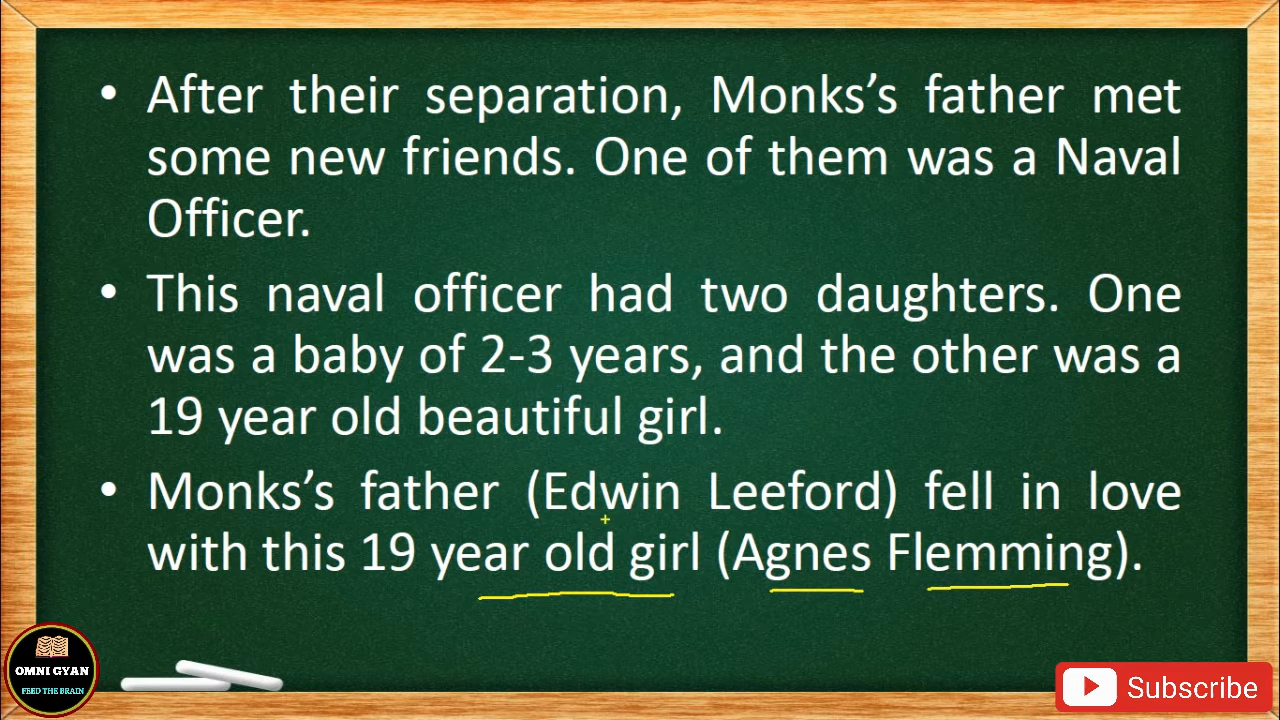 • After their separation, Monks’s father met
some new friends. One of them was a Naval
Officer.
• This naval officer had two daughters. One
was a baby of 2-3 years, and the other was a
19 year old beautiful girl.
• Monks’s father (Edwin Leeford) fell in love
with this 19 year old girl (Agnes Flemming).
OMNI GYAN
FEED THE BRAIN
Subscribe